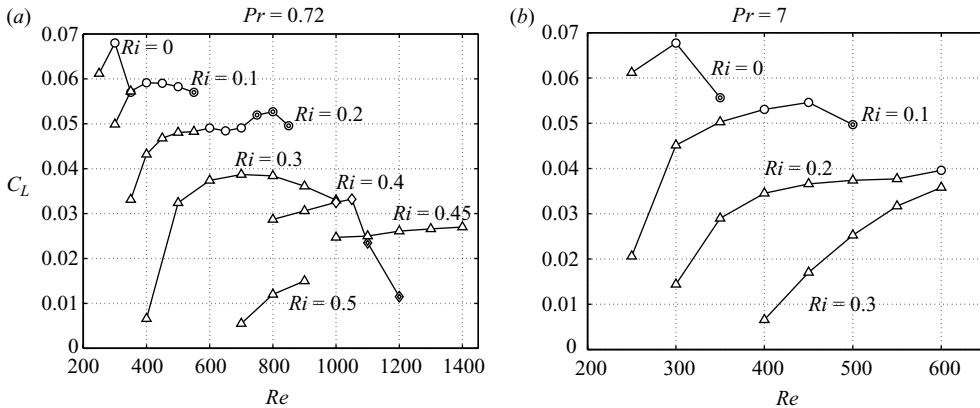 (a)
Pr = 0.72
0.07
0.06
0.05
0.04
0.03
0.02
0.01
0
C_L
Ri = 0
Ri = 0.1
Ri = 0.2
Ri = 0.3
Ri = 0.4
Ri = 0.45
Ri = 0.5
200 400 600 800 1000 1200 1400
Re
(b)
Pr = 7
0.07
0.06
0.05
0.04
0.03
0.02
0.01
0
Ri = 0
Ri = 0.1
Ri = 0.2
Ri = 0.3
200 300 400 500 600
Re